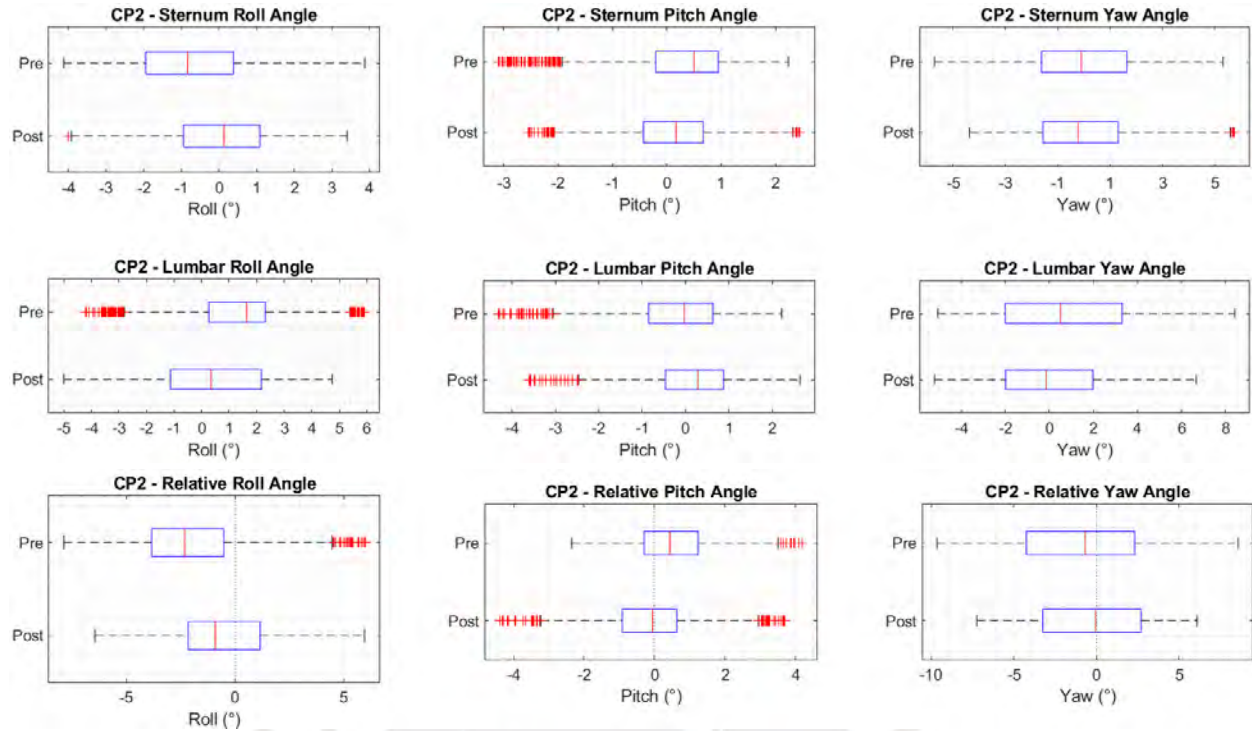 CP2 - Sternum Roll Angle
Pre
Post
-4 -3 -2 -1 0 1 2 3 4
Roll (°)
CP2 - Sternum Pitch Angle
Pre
Post
-3 -2 -1 0 1 2
Pitch (°)
CP2 - Sternum Yaw Angle
Pre
Post
-5 -3 -1 1 3 5
Yaw (°)
CP2 - Lumbar Roll Angle
Pre
Post
-5 -4 -3 -2 -1 0 1 2 3 4 5 6
Roll (°)
CP2 - Lumbar Pitch Angle
Pre
Post
-4 -3 -2 -1 0 1 2
Pitch (°)
CP2 - Lumbar Yaw Angle
Pre
Post
-4 -2 0 2 4 6 8
Yaw (°)
CP2 - Relative Roll Angle
Pre
Post
-5 0 5
Roll (°)
CP2 - Relative Pitch Angle
Pre
Post
-4 -2 0 2 4
Pitch (°)
CP2 - Relative Yaw Angle
Pre
Post
-10 -5 0 5
Yaw (°)